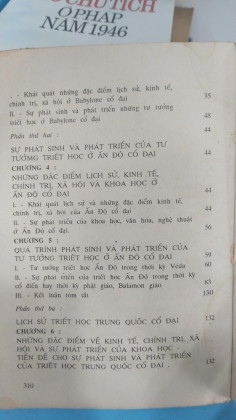 CHỦ TỊCH
Ở PHÁP
NĂM 1946
. - Khái quát những đặc điểm lịch sử, kinh tế,
chính trị, xã hội ở Babylone cổ đại 35
II. - Sự phát sinh và phát triển những tư tưởng
triết học ở Babylone cổ đại
Phần thứ hai :
SỰ PHÁT SINH VÀ PHÁT TRIỂN CỦA TƯ
TƯỞNG TRIẾT HỌC Ở ẤN ĐỘ CỔ ĐẠI 44
CHƯƠNG 4 :
NHỮNG ĐẶC ĐIỂM LỊCH SỬ, KINH TẾ,
CHÍNH TRỊ, XÃ HỘI VÀ KHOA HỌC Ở
ẤN ĐỘ CỔ ĐẠI 44
I. - Khái quát lịch sử và những đặc điểm kinh tế,
chính trị, xã hội của Ấn Độ cổ đại 44
II. - Sự phát triển của khoa học, văn hóa, nghệ thuật
ở Ấn Độ cổ đại. 56
CHƯƠNG 5 :
QUÁ TRÌNH PHÁT SINH VÀ PHÁT TRIỂN CỦA
TƯ TƯỞNG TRIẾT HỌC Ở ẤN ĐỘ CỔ ĐẠI 59
I. - Tư tưởng triết học Ấn Độ trong thời kỳ Veda 60
II. - Sự phát triển của triết học Ấn Độ trong thời kỳ
cổ điển hay thời kỳ phật giáo, Balamon giáo 85
III. - Kết luận tóm tắt 130
Phần thứ ba :
LỊCH SỬ TRIẾT HỌC TRUNG QUỐC CỔ ĐẠI 132
CHƯƠNG 6 :
NHỮNG ĐẶC ĐIỂM VỀ KINH TẾ, CHÍNH TRỊ, XÃ
HỘI VÀ SỰ PHÁT TRIỂN CỦA KHOA HỌC -
TIỀN ĐỀ CHO SỰ PHÁT SINH VÀ PHÁT TRIỂN
CỦA TRIẾT HỌC TRUNG QUỐC CỔ ĐẠI . 132
310